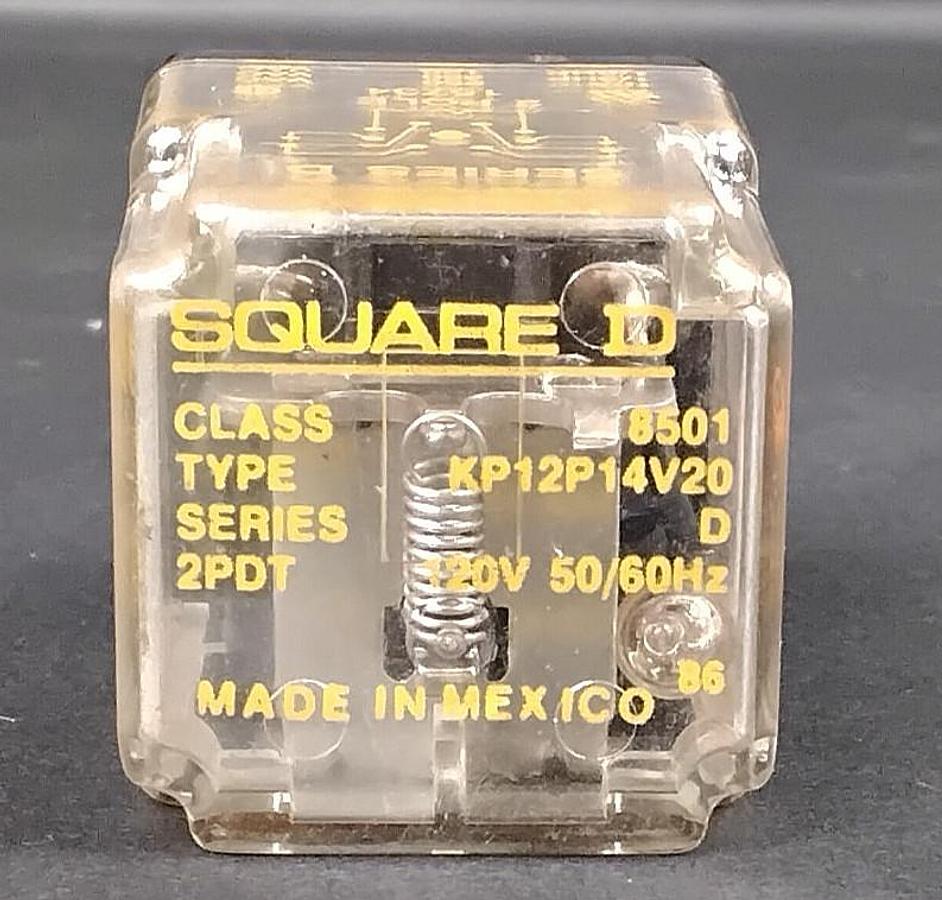 SQUARE D
CLASS 8501
TYPE KP12P14V20
SERIES D
2PDT 120V 50/60Hz
86
MADE IN MEXICO